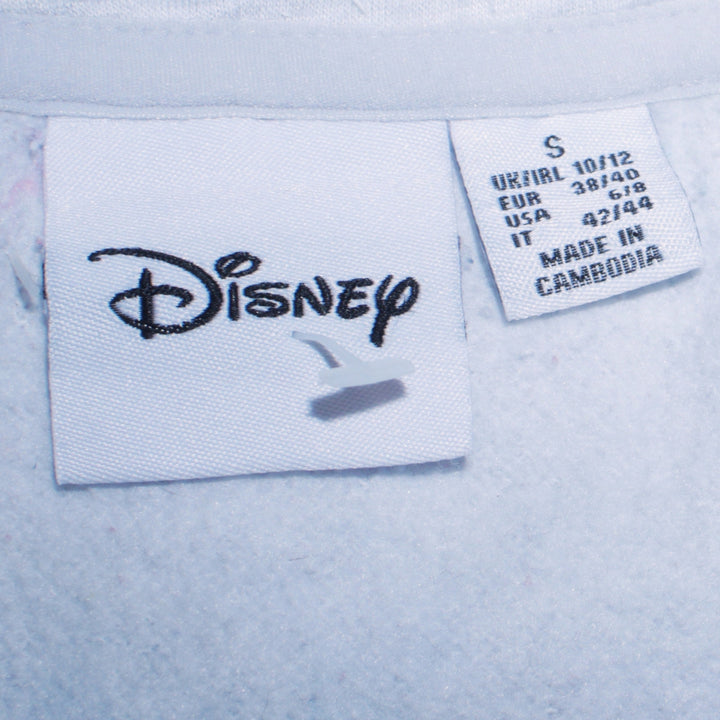 Disney
S
UK/IRL 10/12
EUR 38/40
USA 6/8
IT 42/44
MADE IN
CAMBODIA